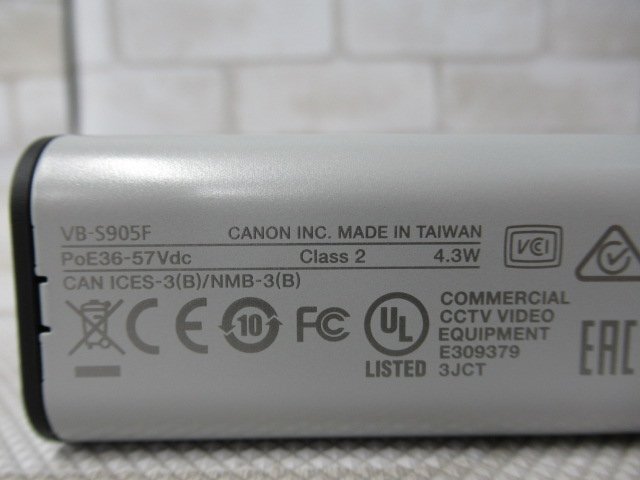 VB-S905F CANON INC. MADE IN TAIWAN
PoE36-57Vdc Class 2 4.3W
CAN ICES-3(B)/NMB-3(B)
VCI
CE 10 FC UL LISTED
COMMERCIAL
CCTV VIDEO
EQUIPMENT
E309379
3JCT
EAC